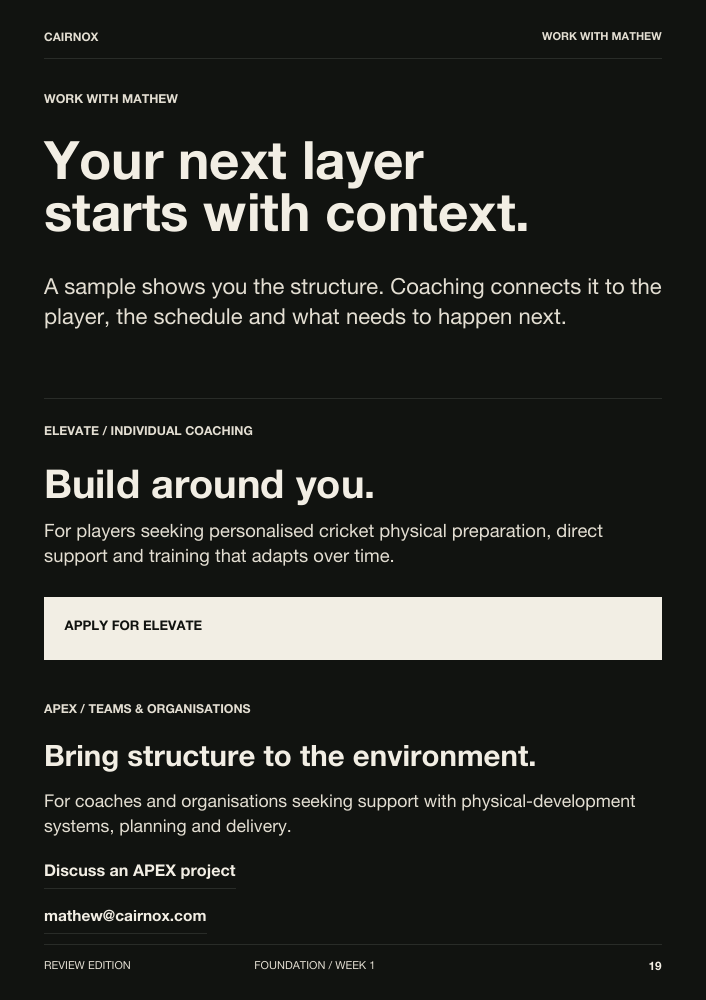 CAIRNOX
WORK WITH MATHEW
WORK WITH MATHEW
Your next layer
starts with context.
A sample shows you the structure. Coaching connects it to the
player, the schedule and what needs to happen next.
ELEVATE / INDIVIDUAL COACHING
Build around you.
For players seeking personalised cricket physical preparation, direct
support and training that adapts over time.
APPLY FOR ELEVATE
APEX / TEAMS & ORGANISATIONS
Bring structure to the environment.
For coaches and organisations seeking support with physical-development
systems, planning and delivery.
Discuss an APEX project
mathew@cairnox.com
REVIEW EDITION
FOUNDATION / WEEK 1
19